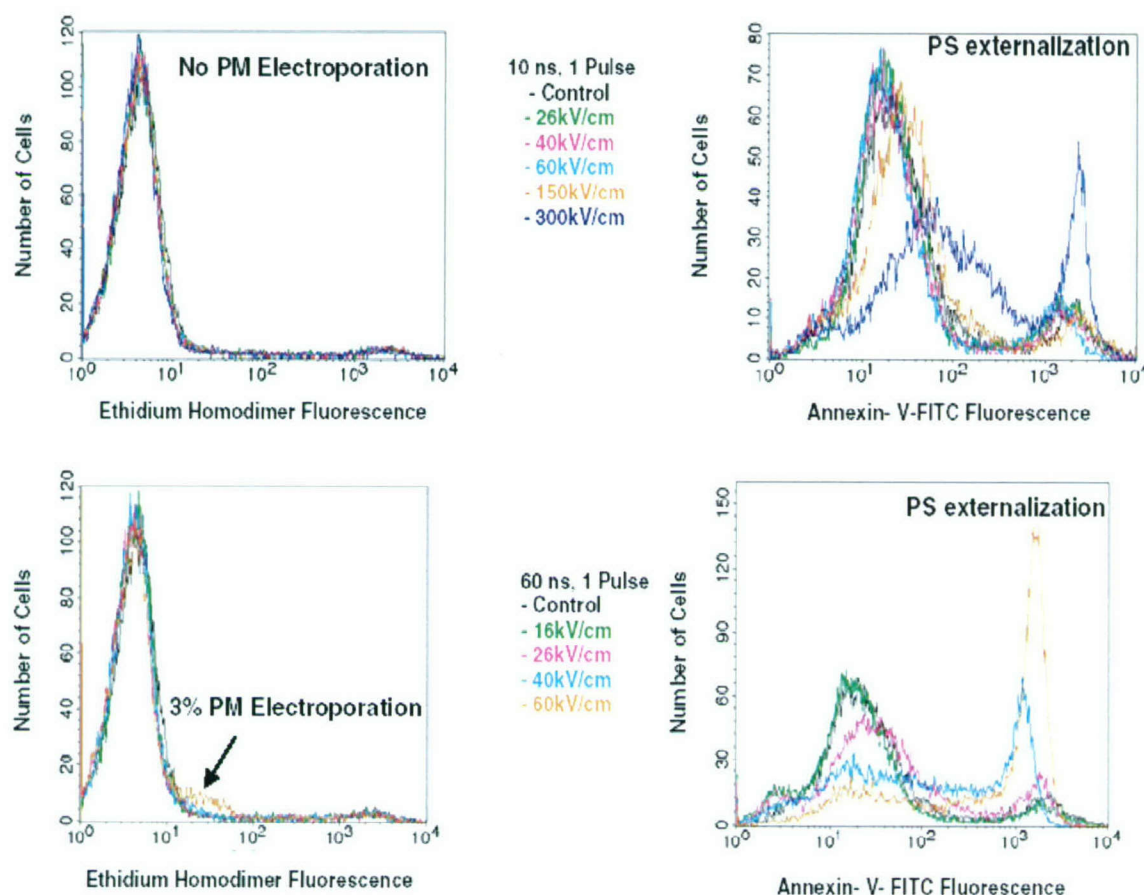 No PM Electroporation
Number of Cells
120
100
80
60
40
20
0
10^0
10^1
10^2
10^3
10^4
Ethidium Homodimer Fluorescence
10 ns, 1 Pulse
- Control
- 26kV/cm
- 40kV/cm
- 60kV/cm
- 150kV/cm
- 300kV/cm
PS externalization
Number of Cells
80
70
60
50
40
30
20
10
0
10^0
10^1
10^2
10^3
10^4
Annexin- V-FITC Fluorescence
3% PM Electroporation
Number of Cells
120
100
80
60
40
20
0
10^0
10^1
10^2
10^3
10^4
Ethidium Homodimer Fluorescence
60 ns, 1 Pulse
- Control
- 16kV/cm
- 26kV/cm
- 40kV/cm
- 60kV/cm
PS externalization
Number of Cells
150
130
90
60
30
0
10^0
10^1
10^2
10^3
10^4
Annexin- V- FITC Fluorescence